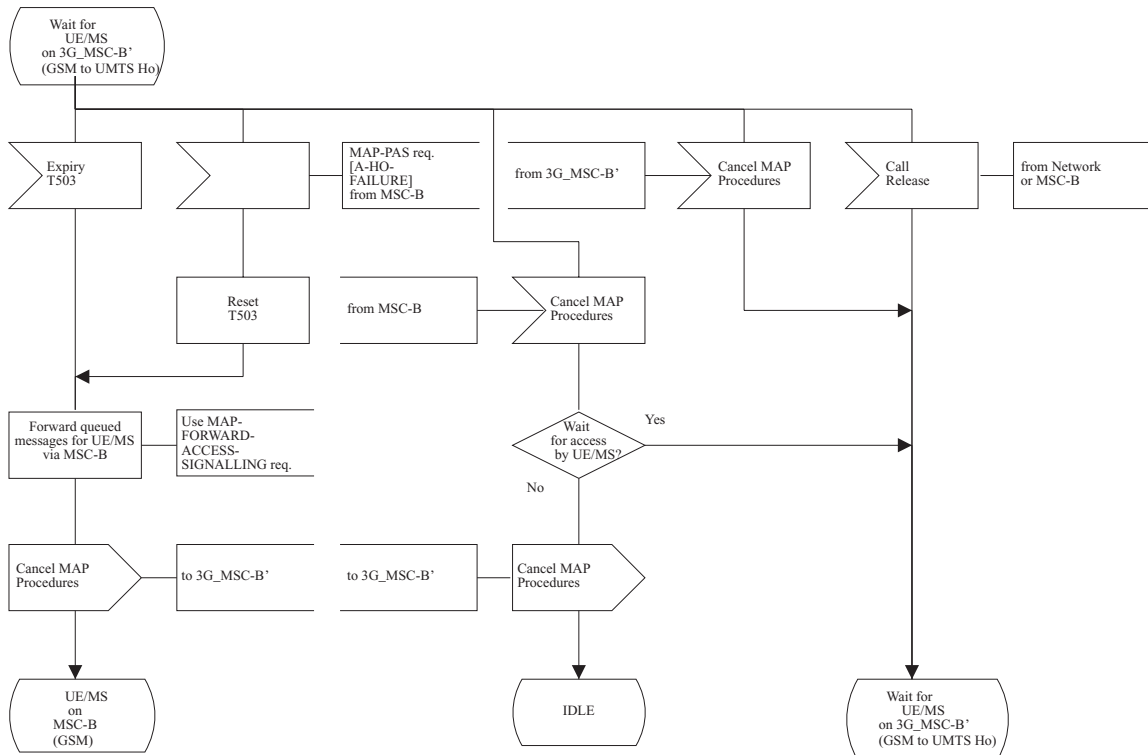 Wait for
UE/MS
on 3G_MSC-B’
(GSM to UMTS Ho)
Expiry
T503
MAP-PAS req.
[A-HO-
FAILURE]
from MSC-B
from 3G_MSC-B’
Cancel MAP
Procedures
Call
Release
from Network
or MSC-B
Reset
T503
from MSC-B
Cancel MAP
Procedures
Forward queued
messages for UE/MS
via MSC-B
Use MAP-
FORWARD-
ACCESS-
SIGNALLING req.
Wait
for access
by UE/MS?
Yes
No
Cancel MAP
Procedures
to 3G_MSC-B’
to 3G_MSC-B’
Cancel MAP
Procedures
UE/MS
on
MSC-B
(GSM)
IDLE
Wait for
UE/MS
on 3G_MSC-B’
(GSM to UMTS Ho)